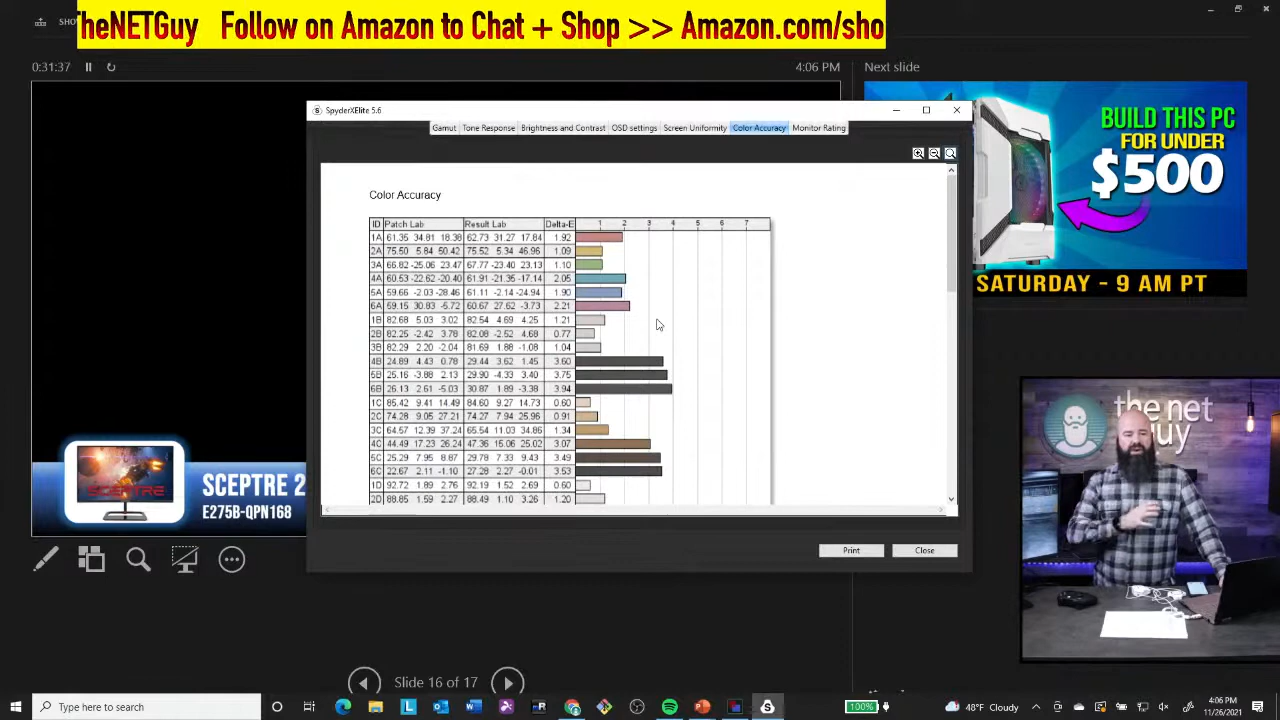 TheNETGuy Follow on Amazon to Chat + Shop >> Amazon.com/sho
0:31:37
4:06 PM
Next slide
SpyderXElite 5.6
Gamut Tone Response Brightness and Contrast OSD settings Screen Uniformity Color Accuracy Monitor Rating
Color Accuracy
ID Patch Lab Result Lab Delta-E 1 2 3 4 5 6 7
1A 61.35 34.81 18.38 62.73 31.27 17.84 1.92
2A 75.50 5.84 50.42 75.52 5.34 46.96 1.09
3A 66.82 -25.06 23.47 67.77 -23.40 23.13 1.10
4A 60.53 -22.62 -20.40 61.91 -21.35 -17.14 2.05
5A 59.66 -2.03 -28.46 61.11 -2.14 -24.94 1.90
6A 59.15 30.83 -5.72 60.67 27.62 -3.73 2.21
1B 82.68 5.03 3.02 82.54 4.69 4.25 1.21
2B 82.25 -2.42 3.78 82.08 -2.52 4.68 0.77
3B 82.29 2.20 -2.04 81.69 1.88 -1.08 1.04
4B 24.89 4.43 0.78 29.44 3.62 1.45 3.60
5B 25.16 -3.88 2.13 29.90 -4.33 3.40 3.75
6B 26.13 2.61 -5.03 30.87 1.89 -3.38 3.94
1C 85.42 9.41 14.49 84.60 9.27 14.73 0.60
2C 74.28 9.05 27.21 74.27 7.94 25.96 0.91
3C 64.57 12.39 37.24 65.54 11.03 34.86 1.34
4C 44.49 17.23 26.24 47.36 15.06 25.02 3.07
5C 25.29 7.95 8.87 29.78 7.33 9.43 3.49
6C 22.67 2.11 -1.10 27.28 2.27 -0.01 3.53
1D 92.72 1.89 2.76 92.19 1.52 2.69 0.60
2D 88.85 1.59 2.27 88.49 1.10 3.26 1.20
Print Close
BUILD THIS PC
FOR UNDER
$500
SATURDAY - 9 AM PT
SCEPTRE
SCEPTRE 2
E275B-QPN168
the net
guy
Slide 16 of 17
Type here to search
100%
48°F Cloudy
4:06 PM
11/26/2021